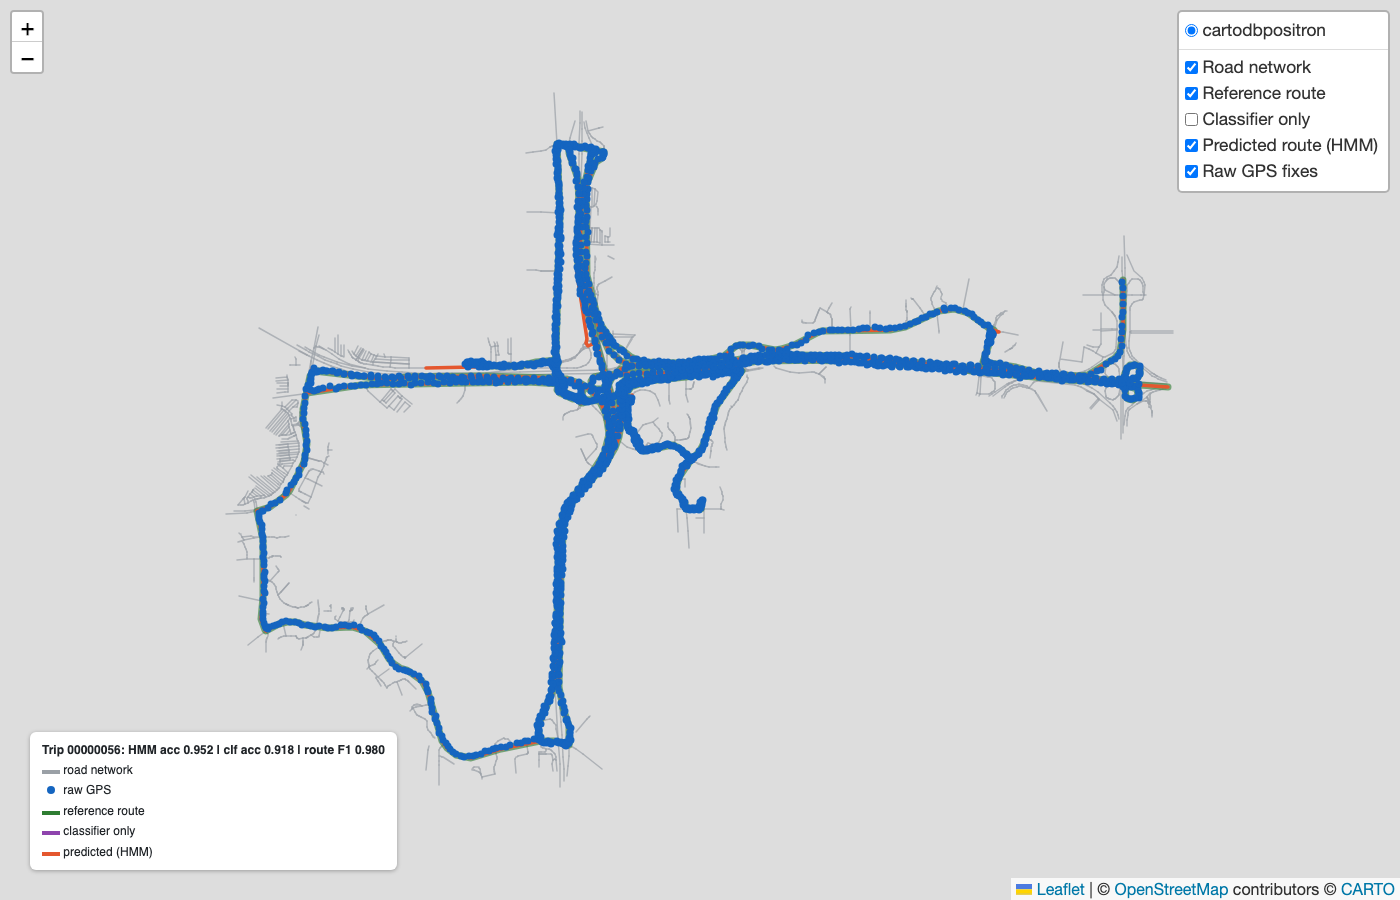 +
−
cartodbpositron
Road network
Reference route
Classifier only
Predicted route (HMM)
Raw GPS fixes
Trip 00000056: HMM acc 0.952 | clf acc 0.918 | route F1 0.980
road network
raw GPS
reference route
classifier only
predicted (HMM)
Leaflet | © OpenStreetMap contributors © CARTO